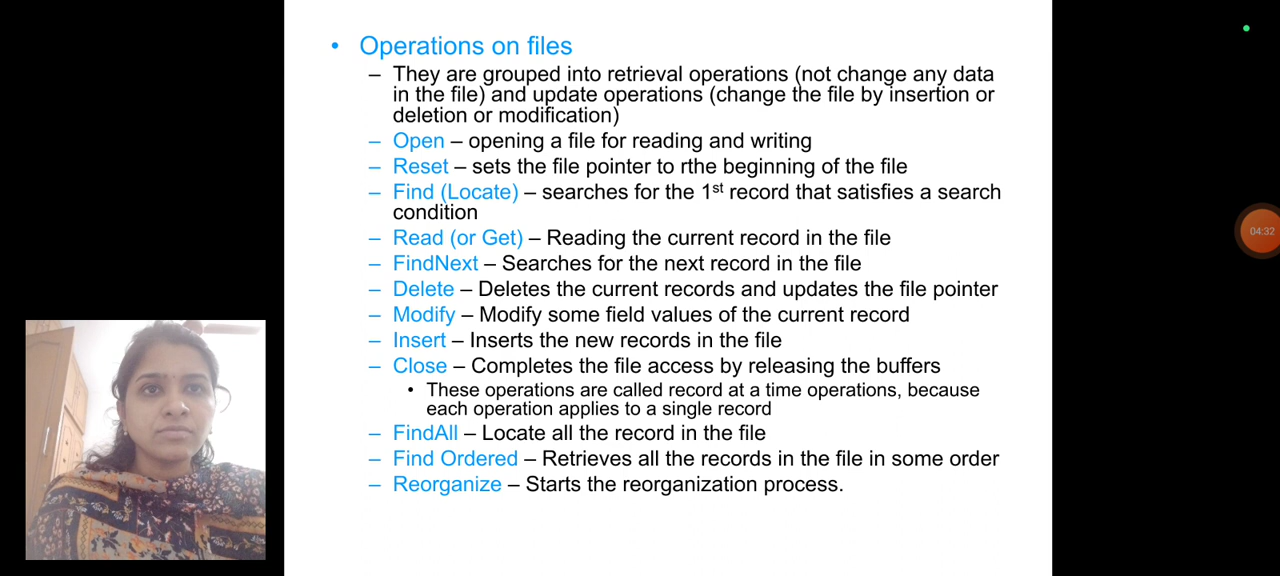 • Operations on files
– They are grouped into retrieval operations (not change any data
in the file) and update operations (change the file by insertion or
deletion or modification)
– Open – opening a file for reading and writing
– Reset – sets the file pointer to rthe beginning of the file
– Find (Locate) – searches for the 1st record that satisfies a search
condition
– Read (or Get) – Reading the current record in the file
– FindNext – Searches for the next record in the file
– Delete – Deletes the current records and updates the file pointer
– Modify – Modify some field values of the current record
– Insert – Inserts the new records in the file
– Close – Completes the file access by releasing the buffers
• These operations are called record at a time operations, because
each operation applies to a single record
– FindAll – Locate all the record in the file
– Find Ordered – Retrieves all the records in the file in some order
– Reorganize – Starts the reorganization process.
04:32